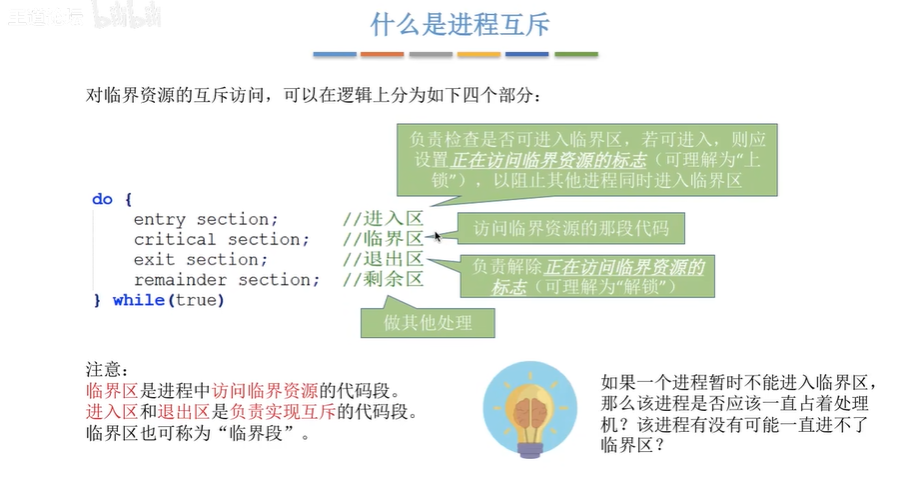 bilibili
什么是进程互斥
对临界资源的互斥访问，可以在逻辑上分为如下四个部分：
负责检查是否可进入临界区，若可进入，则应
设置正在访问临界资源的标志（可理解为“上
锁”），以阻止其他进程同时进入临界区
do {
entry section; //进入区
critical section; //临界区
exit section; //退出区
remainder section; //剩余区
} while(true)
访问临界资源的那段代码
负责解除正在访问临界资源的
标志（可理解为“解锁”）
做其他处理
注意：
临界区是进程中访问临界资源的代码段。
进入区和退出区是负责实现互斥的代码段。
临界区也可称为“临界段”。
如果一个进程暂时不能进入临界区，
那么该进程是否应该一直占着处理
机？该进程有没有可能一直进不了
临界区？